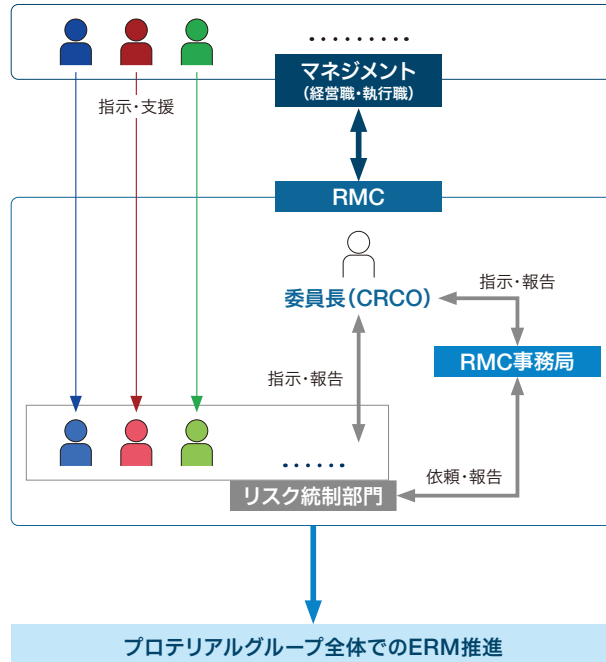 マネジメント
（経営職・執行職）
指示・支援
RMC
委員長（CRCO）
指示・報告
RMC事務局
指示・報告
リスク統制部門
依頼・報告
プロテリアルグループ全体でのERM推進